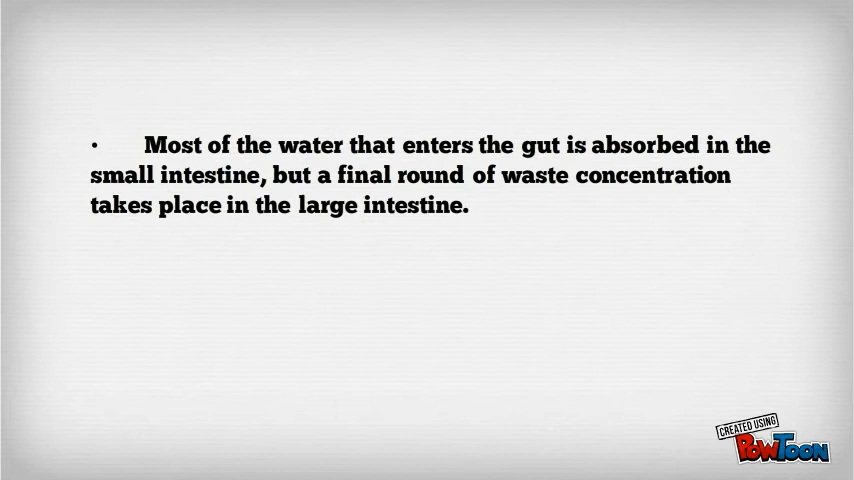 · Most of the water that enters the gut is absorbed in the
small intestine, but a final round of waste concentration
takes place in the large intestine.
CREATED USING
POWTOON